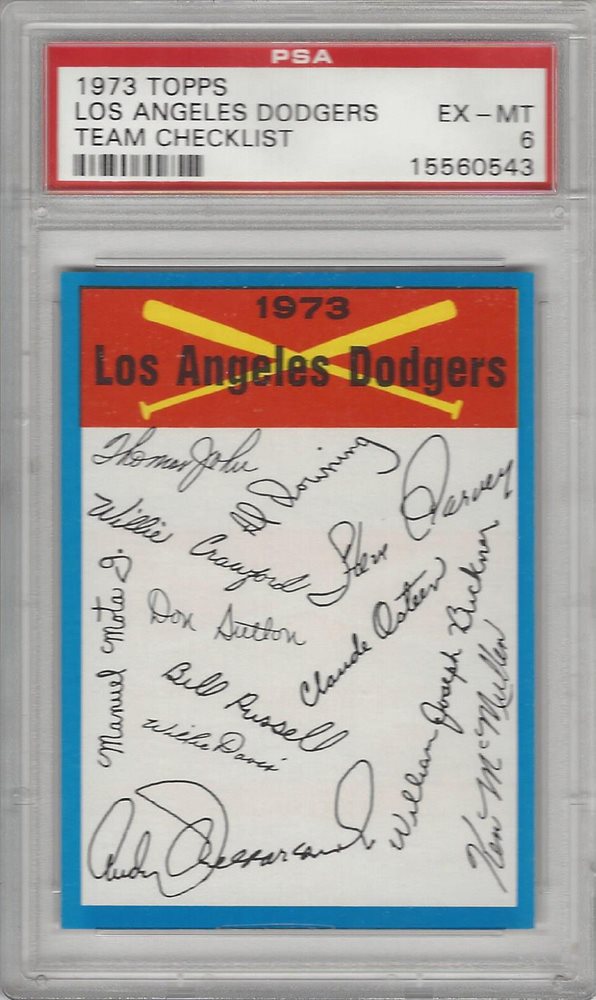 PSA
1973 TOPPS
LOS ANGELES DODGERS EX-MT
TEAM CHECKLIST 6
15560543
1973
Los Angeles Dodgers
Thomas John
Al Downing
Steve Garvey
Willie Crawford
Manuel Mota J.
Don Sutton
Claude Osteen
William Joseph Buckner
Ken McMullen
Bill Russell
Willie Davis
Andy Messersmith